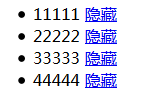 • 11111 隐藏
• 22222 隐藏
• 33333 隐藏
• 44444 隐藏